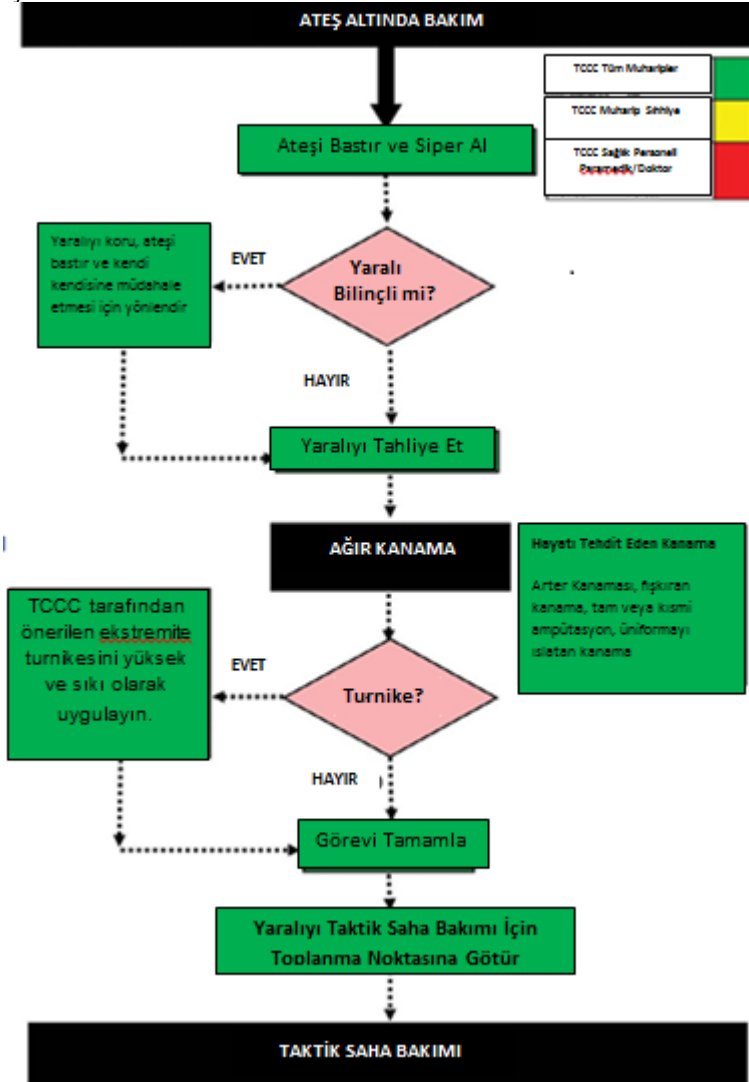 ATEŞ ALTINDA BAKIM
TCCC Tüm Muharipler
TCCC Muharip Sıhhiye
TCCC Sağlık Personeli
Paramedik/Doktor
Ateşi Bastır ve Siper Al
Yaralıyı koru, ateşi
bastır ve kendi
kendisine müdahale
etmesi için yönlendir
EVET
Yaralı
Bilinçli mi?
HAYIR
Yaralıyı Tahliye Et
AĞIR KANAMA
Hayatı Tehdit Eden Kanama
Arter Kanaması, fışkıran
kanama, tam veya kısmi
ampütasyon, üniformayı
ıslatan kanama
TCCC tarafından
önerilen ekstremite
turnikesini yüksek
ve sıkı olarak
uygulayın.
EVET
Turnike?
HAYIR
)
Görevi Tamamla
Yaralıyı Taktik Saha Bakımı İçin
Toplanma Noktasına Götür
TAKTİK SAHA BAKIMI